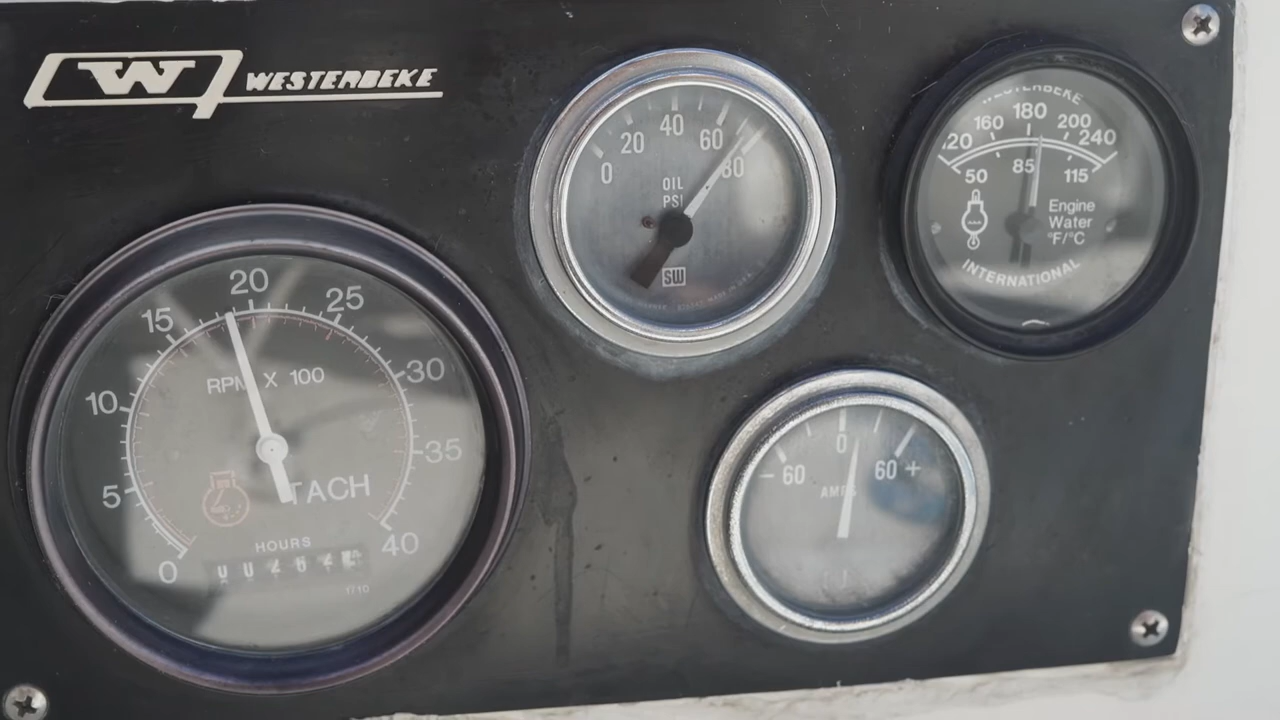 W WESTERBEKE
0 20 40 60 80
OIL
PSI
SW
WESTERBEKE
120 160 180 200 240
50 85 115
Engine
Water
°F/°C
INTERNATIONAL
0 5 10 15 20 25 30 35 40
RPM X 100
TACH
HOURS
- 60 0 60 +
AMPS